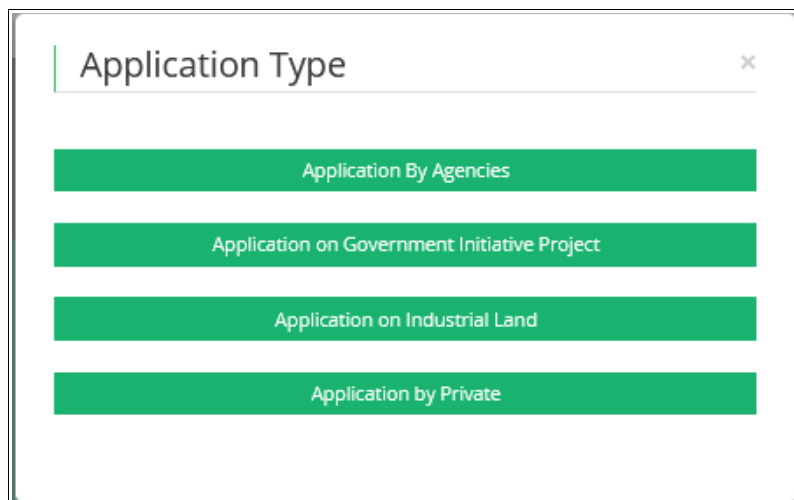 Application Type
×
Application By Agencies
Application on Government Initiative Project
Application on Industrial Land
Application by Private